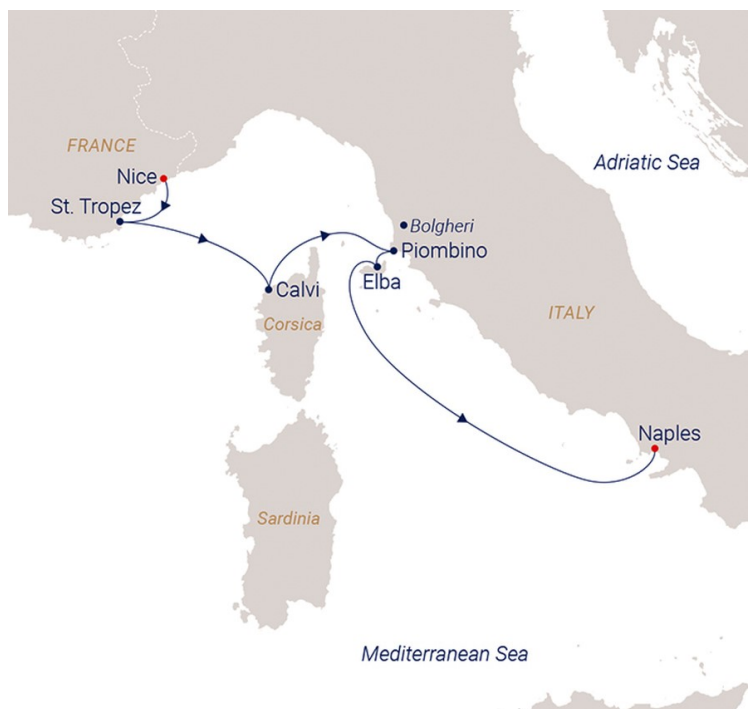 Adriatic Sea
FRANCE
Nice
St. Tropez
Bolgheri
Piombino
Elba
Calvi
Corsica
ITALY
Naples
Sardinia
Mediterranean Sea